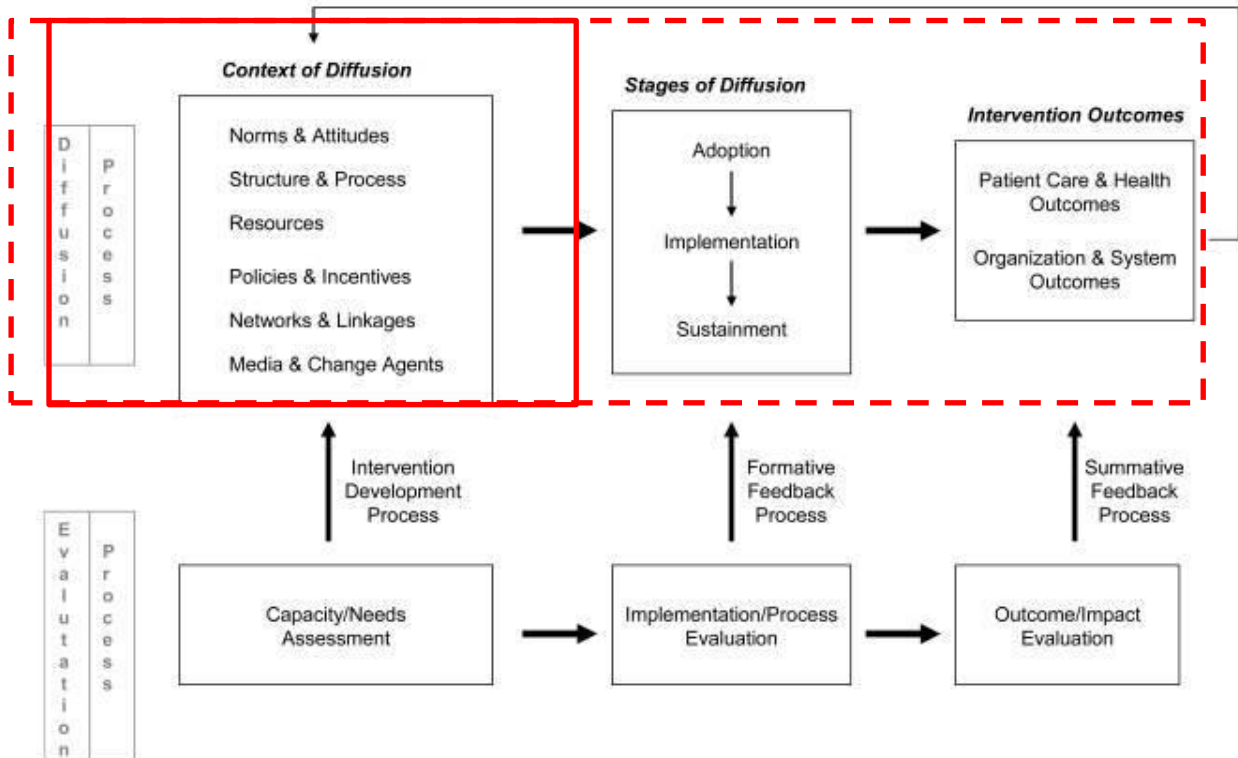 Context of Diffusion
Stages of Diffusion
Intervention Outcomes
Diffusion
Process
Norms & Attitudes
Structure & Process
Resources
Policies & Incentives
Networks & Linkages
Media & Change Agents
Adoption
Implementation
Sustainment
Patient Care & Health
Outcomes
Organization & System
Outcomes
Intervention
Development
Process
Formative
Feedback
Process
Summative
Feedback
Process
Evalutation
Process
Capacity/Needs
Assessment
Implementation/Process
Evaluation
Outcome/Impact
Evaluation